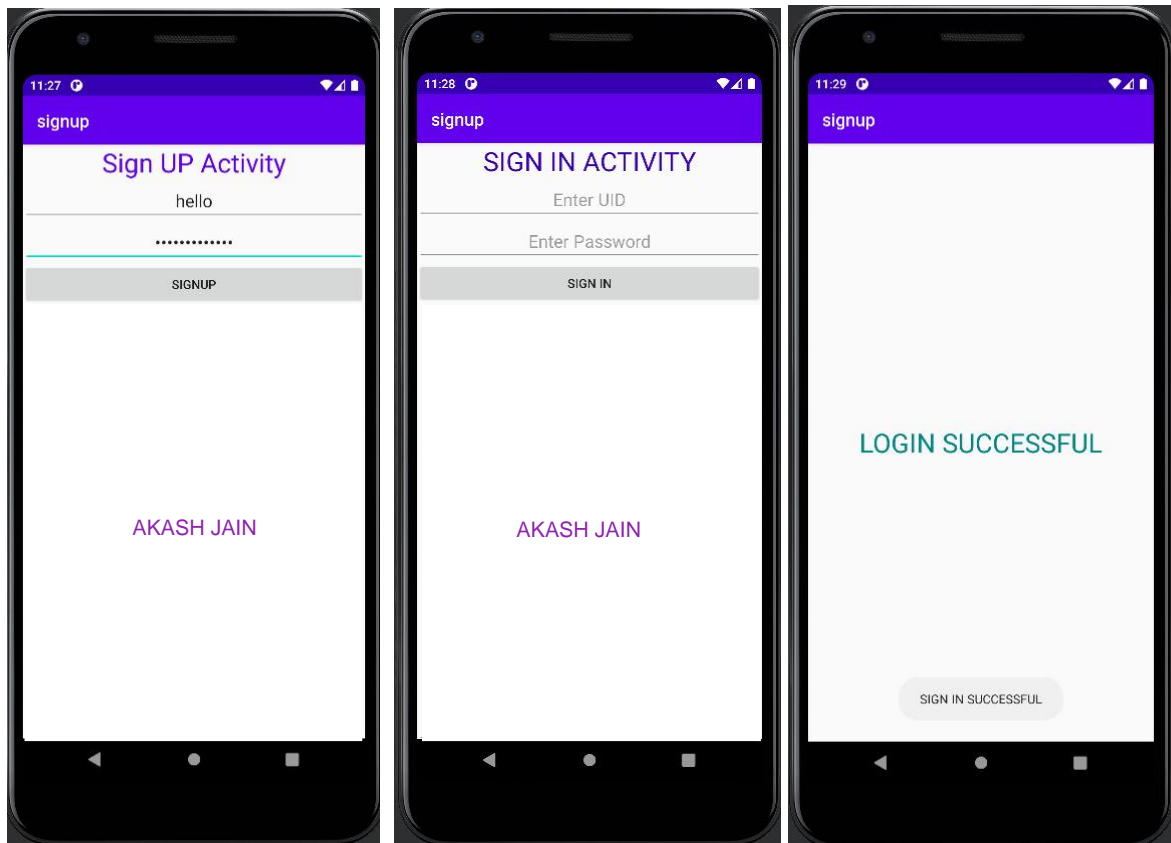 11:27
signup
Sign UP Activity
hello
•••••••••••••
SIGNUP
AKASH JAIN
11:28
signup
SIGN IN ACTIVITY
Enter UID
Enter Password
SIGN IN
AKASH JAIN
11:29
signup
LOGIN SUCCESSFUL
SIGN IN SUCCESSFUL